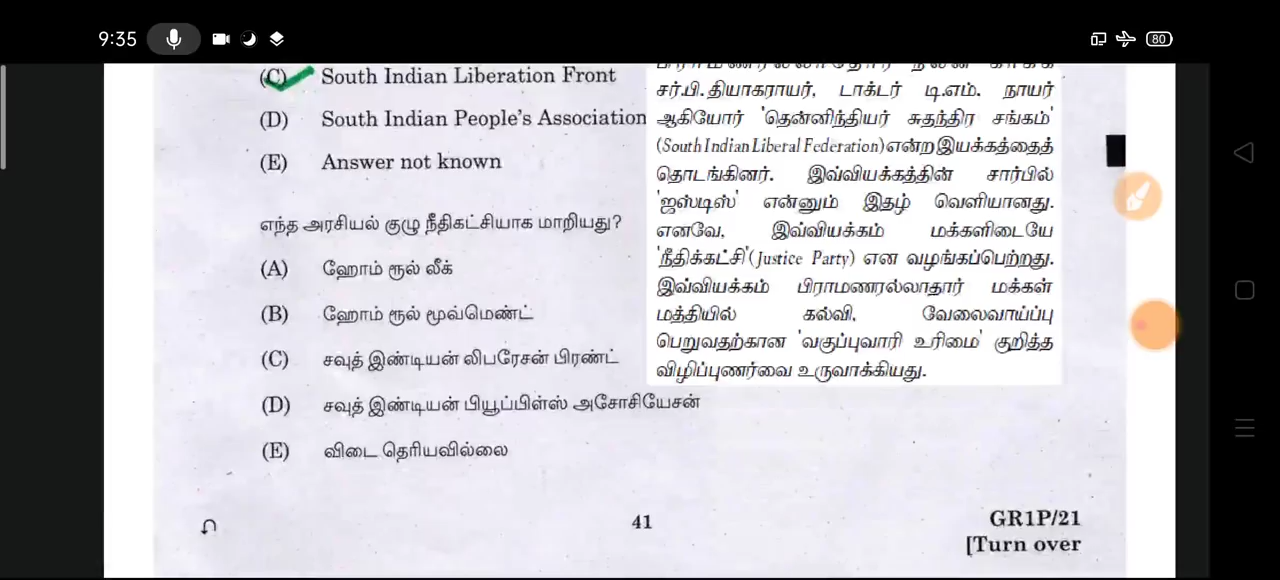 9:35
80
(C) South Indian Liberation Front
(D) South Indian People's Association
(E) Answer not known
எந்த அரசியல் குழு நீதிகட்சியாக மாறியது?
(A) ஹோம் ரூல் லீக்
(B) ஹோம் ரூல் மூவ்மெண்ட்
(C) சவுத் இண்டியன் லிபரேசன் பிரண்ட்
(D) சவுத் இண்டியன் பியூப்பிள்ஸ் அசோசியேசன்
(E) விடை தெரியவில்லை
சர்.பி. தியாகராயர், டாக்டர் டி.எம். நாயர்
ஆகியோர் 'தென்னிந்தியர் சுதந்திர சங்கம்'
(South Indian Liberal Federation) என்ற இயக்கத்தைத்
தொடங்கினர். இவ்வியக்கத்தின் சார்பில்
'ஜஸ்டிஸ்' என்னும் இதழ் வெளியானது.
எனவே, இவ்வியக்கம் மக்களிடையே
'நீதிக்கட்சி' (Justice Party) என வழங்கப்பெற்றது.
இவ்வியக்கம் பிராமணரல்லாதார் மக்கள்
மத்தியில் கல்வி, வேலைவாய்ப்பு
பெறுவதற்கான 'வகுப்புவாரி உரிமை' குறித்த
விழிப்புணர்வை உருவாக்கியது.
41
GR1P/21
[Turn over